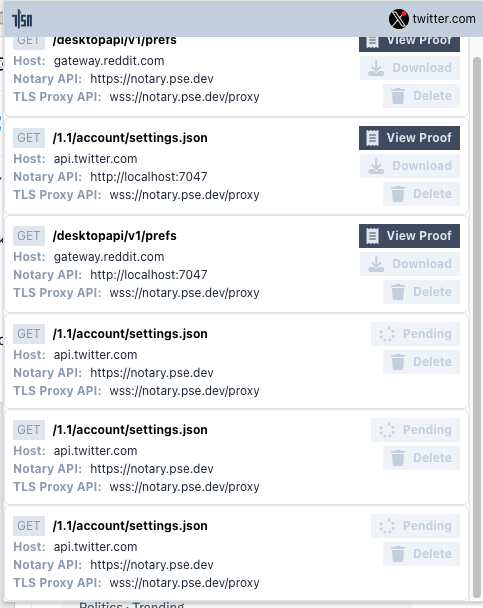 TLSN
twitter.com
GET /desktopapi/v1/prefs View Proof
Host: gateway.reddit.com
Download
Notary API: https://notary.pse.dev
TLS Proxy API: wss://notary.pse.dev/proxy
Delete
GET /1.1/account/settings.json View Proof
Host: api.twitter.com
Download
Notary API: http://localhost:7047
TLS Proxy API: wss://notary.pse.dev/proxy
Delete
GET /desktopapi/v1/prefs View Proof
Host: gateway.reddit.com
Download
Notary API: http://localhost:7047
TLS Proxy API: wss://notary.pse.dev/proxy
Delete
GET /1.1/account/settings.json Pending
Host: api.twitter.com
Delete
Notary API: https://notary.pse.dev
TLS Proxy API: wss://notary.pse.dev/proxy
GET /1.1/account/settings.json Pending
Host: api.twitter.com
Delete
Notary API: https://notary.pse.dev
TLS Proxy API: wss://notary.pse.dev/proxy
GET /1.1/account/settings.json Pending
Host: api.twitter.com
Delete
Notary API: https://notary.pse.dev
TLS Proxy API: wss://notary.pse.dev/proxy
Politics · Trending